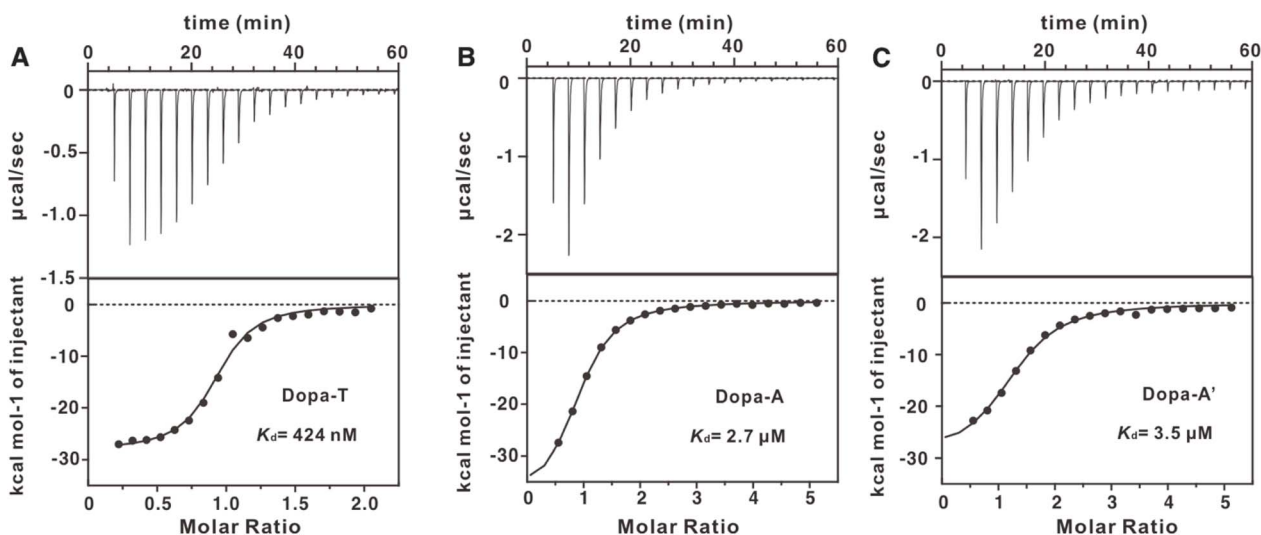 A
time (min)
0 20 40 60
0
-0.5
-1.0
-1.5
µcal/sec
0
-10
-20
-30
kcal mol-1 of injectant
Dopa-T
Kd= 424 nM
0 0.5 1.0 1.5 2.0
Molar Ratio
B
time (min)
0 20 40 60
0
-1
-2
µcal/sec
0
-10
-20
-30
kcal mol-1 of injectant
Dopa-A
Kd= 2.7 µM
0 1 2 3 4 5
Molar Ratio
C
time (min)
0 20 40 60
0
-1
-2
µcal/sec
0
-10
-20
-30
kcal mol-1 of injectant
Dopa-A’
Kd= 3.5 µM
0 1 2 3 4 5
Molar Ratio